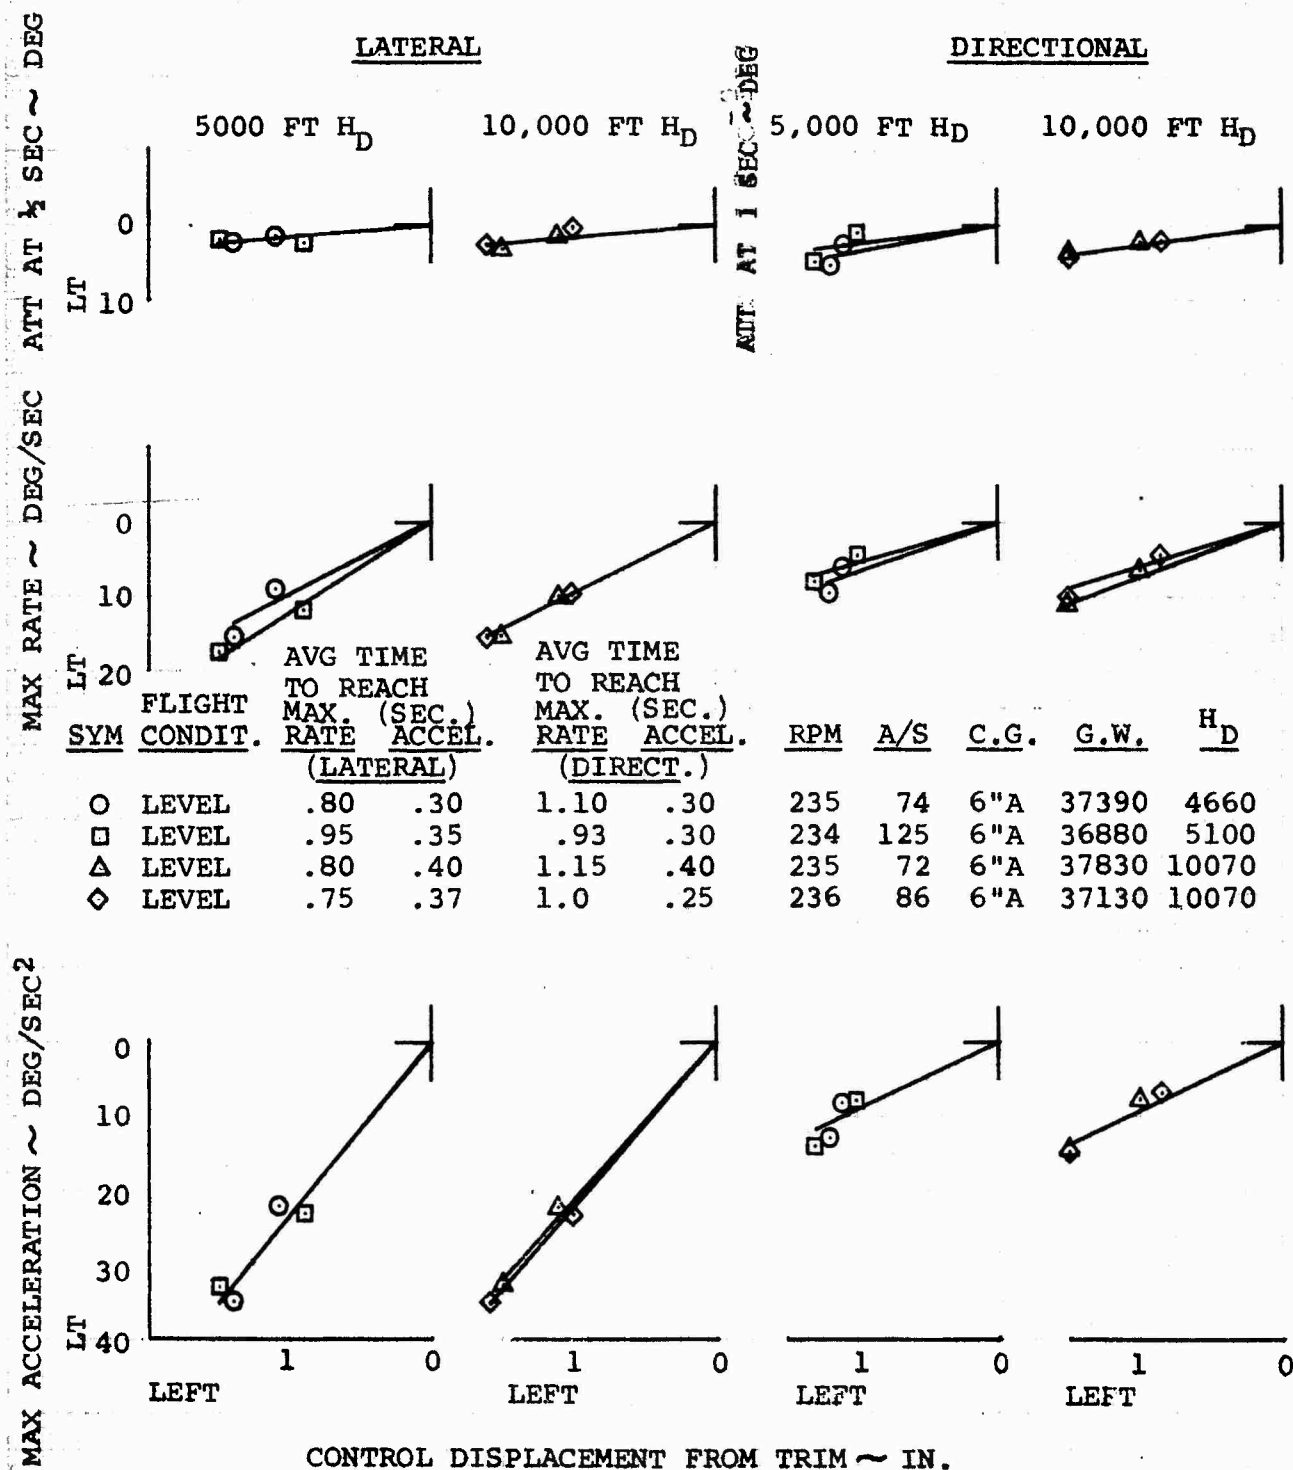 LATERAL DIRECTIONAL
5000 FT HD 10,000 FT HD 5,000 FT HD 10,000 FT HD
ATT AT ½ SEC ~ DEG
ATT AT 1 SEC ~ DEG
0
LT 10
MAX RATE ~ DEG/SEC
0
10
LT 20
AVG TIME AVG TIME
TO REACH TO REACH
FLIGHT MAX. (SEC.) MAX. (SEC.) HD
SYM CONDIT. RATE ACCEL. RATE ACCEL. RPM A/S C.G. G.W.
(LATERAL) (DIRECT.)
○ LEVEL .80 .30 1.10 .30 235 74 6"A 37390 4660
□ LEVEL .95 .35 .93 .30 234 125 6"A 36880 5100
△ LEVEL .80 .40 1.15 .40 235 72 6"A 37830 10070
◇ LEVEL .75 .37 1.0 .25 236 86 6"A 37130 10070
MAX ACCELERATION ~ DEG/SEC2
0
10
20
30
LT 40
1 0 1 0 1 0 1 0
LEFT LEFT LEFT LEFT
CONTROL DISPLACEMENT FROM TRIM ~ IN.